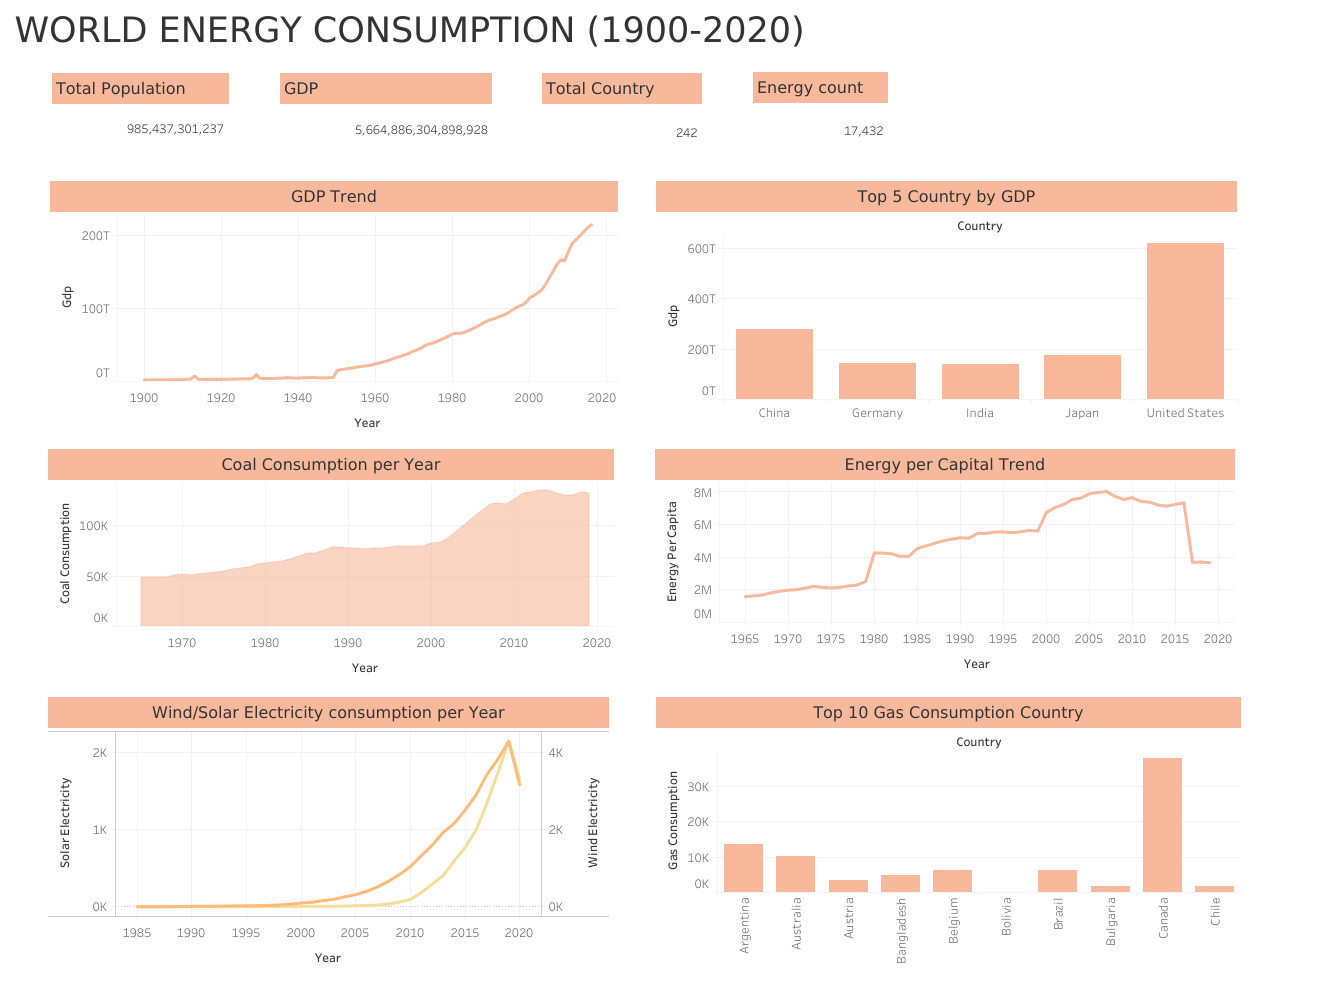 WORLD ENERGY CONSUMPTION (1900-2020)
Total Population
GDP
Total Country
Energy count
985,437,301,237
5,664,886,304,898,928
242
17,432
GDP Trend
200T
100T
0T
Gdp
1900 1920 1940 1960 1980 2000 2020
Year
Top 5 Country by GDP
Country
600T
400T
200T
0T
Gdp
China Germany India Japan United States
Coal Consumption per Year
100K
50K
0K
Coal Consumption
1970 1980 1990 2000 2010 2020
Year
Energy per Capital Trend
8M
6M
4M
2M
0M
Energy Per Capita
1965 1970 1975 1980 1985 1990 1995 2000 2005 2010 2015 2020
Year
Wind/Solar Electricity consumption per Year
2K
1K
0K
Solar Electricity
4K
2K
0K
Wind Electricity
1985 1990 1995 2000 2005 2010 2015 2020
Year
Top 10 Gas Consumption Country
Country
30K
20K
10K
0K
Gas Consumption
Argentina
Australia
Austria
Bangladesh
Belgium
Bolivia
Brazil
Bulgaria
Canada
Chile